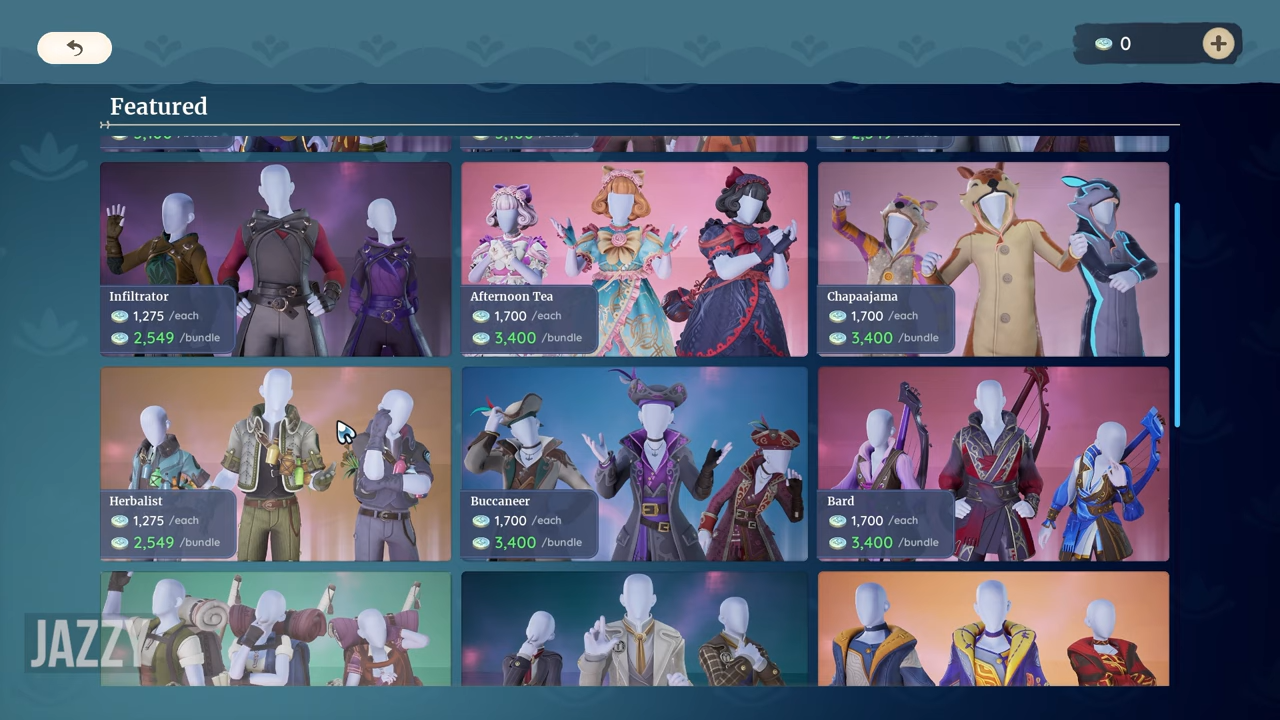 0
Featured
Infiltrator
1,275 /each
2,549 /bundle
Afternoon Tea
1,700 /each
3,400 /bundle
Chapaajama
1,700 /each
3,400 /bundle
Herbalist
1,275 /each
2,549 /bundle
Buccaneer
1,700 /each
3,400 /bundle
Bard
1,700 /each
3,400 /bundle
JAZZY